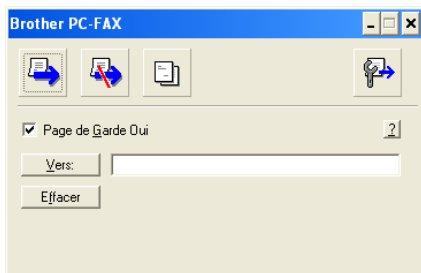 Brother PC-FAX
Page de Garde Oui
?
Vers:
Effacer